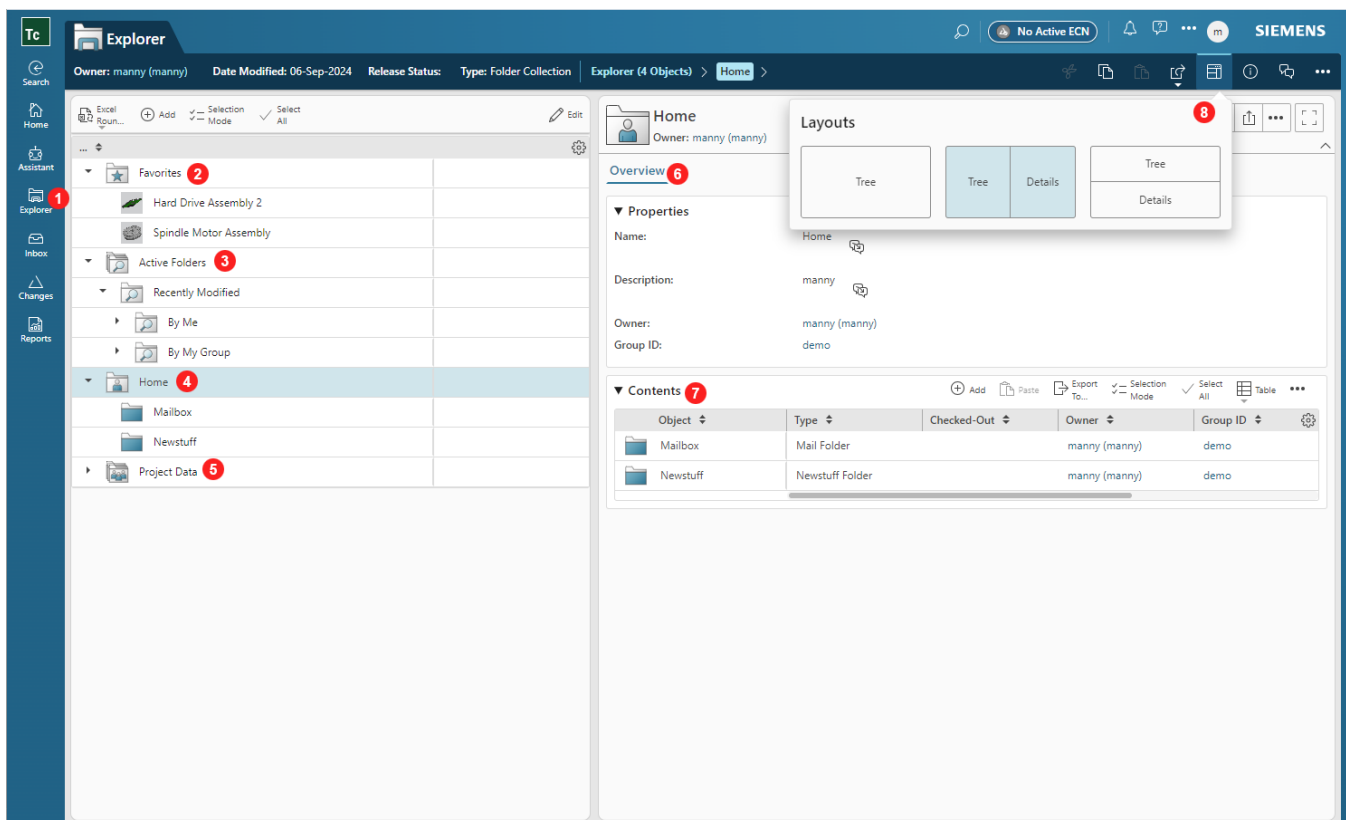 Tc
Explorer
No Active ECN
m
SIEMENS
Search
Home
Assistant
Explorer
1
Inbox
Changes
Reports
Owner: manny (manny) Date Modified: 06-Sep-2024 Release Status: Type: Folder Collection Explorer (4 Objects) > Home >
Excel Roun...
Add
Selection Mode
Select All
Edit
...
Favorites 2
Hard Drive Assembly 2
Spindle Motor Assembly
Active Folders 3
Recently Modified
By Me
By My Group
Home 4
Mailbox
Newstuff
Project Data 5
Home
Owner: manny (manny)
8
Layouts
Tree
Tree Details
Tree
Details
Overview 6
Properties
Name: Home
Description: manny
Owner: manny (manny)
Group ID: demo
Contents 7
Add
Paste
Export To...
Selection Mode
Select All
Table
Object Type Checked-Out Owner Group ID
Mailbox Mail Folder manny (manny) demo
Newstuff Newstuff Folder manny (manny) demo